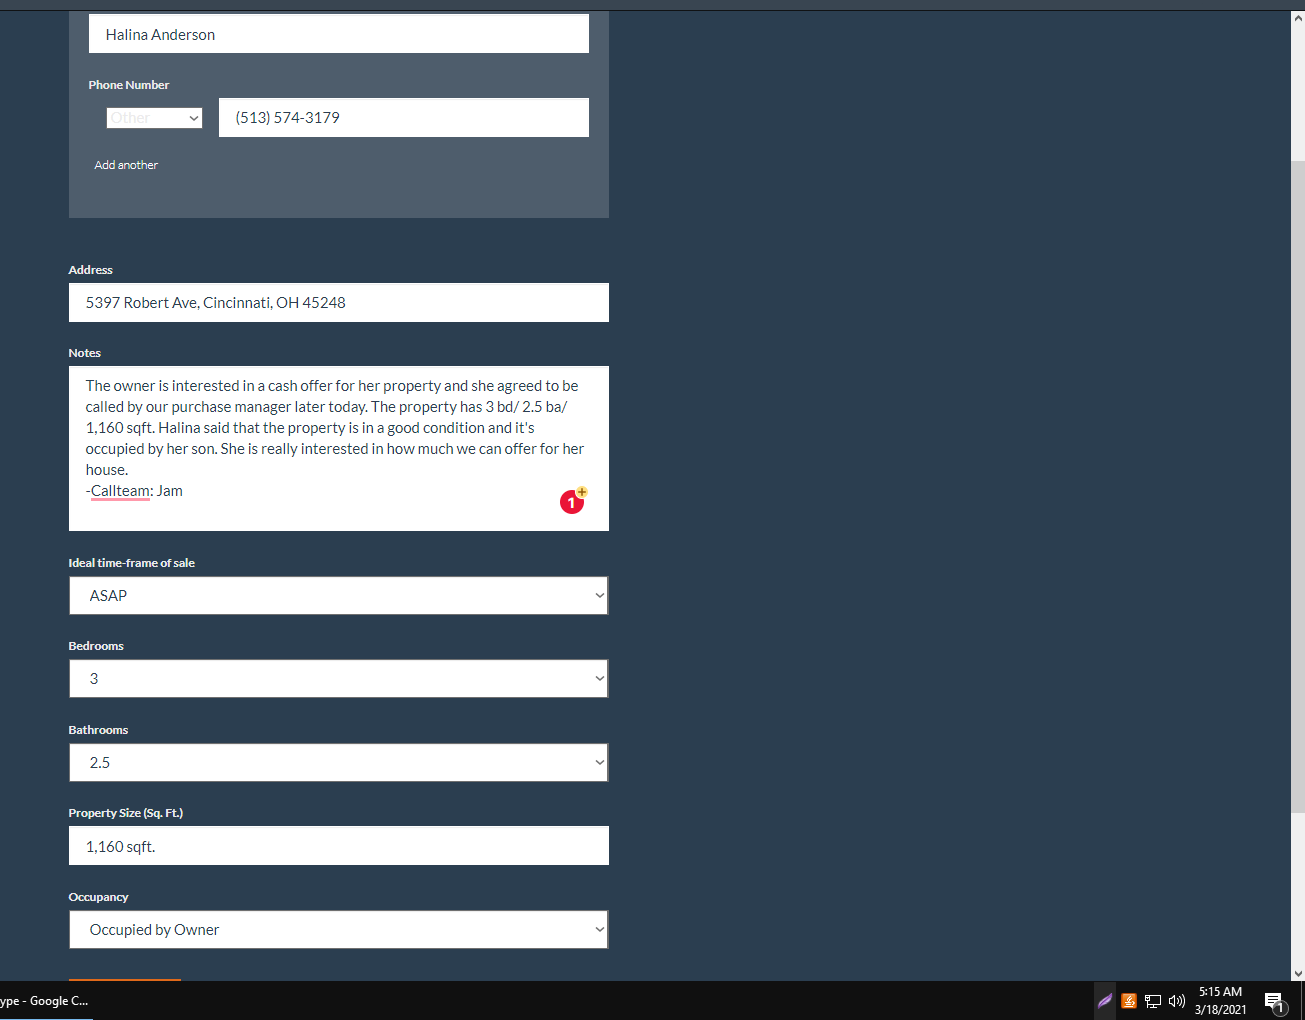 Halina Anderson
Phone Number
Other
(513) 574-3179
Add another
Address
5397 Robert Ave, Cincinnati, OH 45248
Notes
The owner is interested in a cash offer for her property and she agreed to be
called by our purchase manager later today. The property has 3 bd/ 2.5 ba/
1,160 sqft. Halina said that the property is in a good condition and it's
occupied by her son. She is really interested in how much we can offer for her
house.
-Callteam: Jam
1
Ideal time-frame of sale
ASAP
Bedrooms
3
Bathrooms
2.5
Property Size (Sq. Ft.)
1,160 sqft.
Occupancy
Occupied by Owner
ype - Google C...
5:15 AM
3/18/2021
1